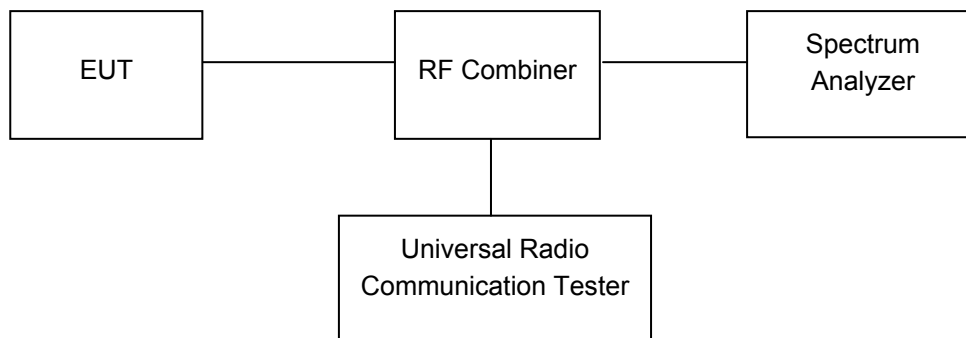 EUT
RF Combiner
Spectrum
Analyzer
Universal Radio
Communication Tester